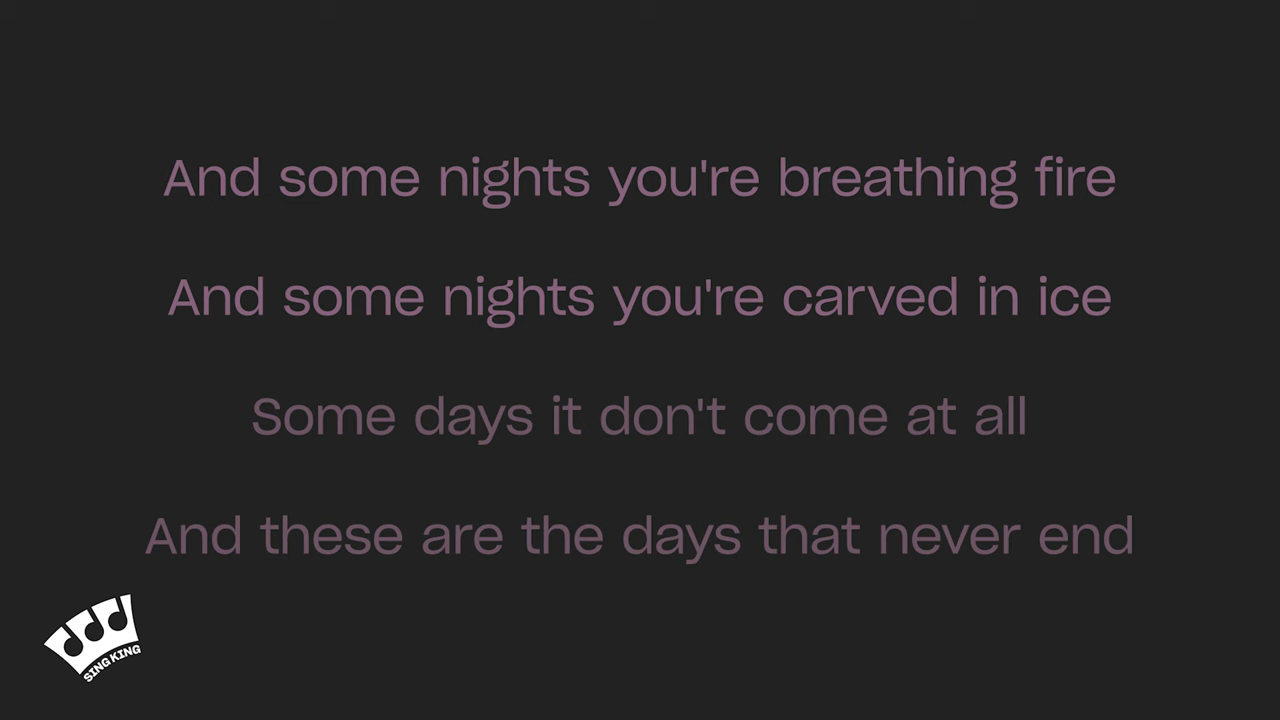 And some nights you're breathing fire
And some nights you're carved in ice
Some days it don't come at all
And these are the days that never end
SING KING